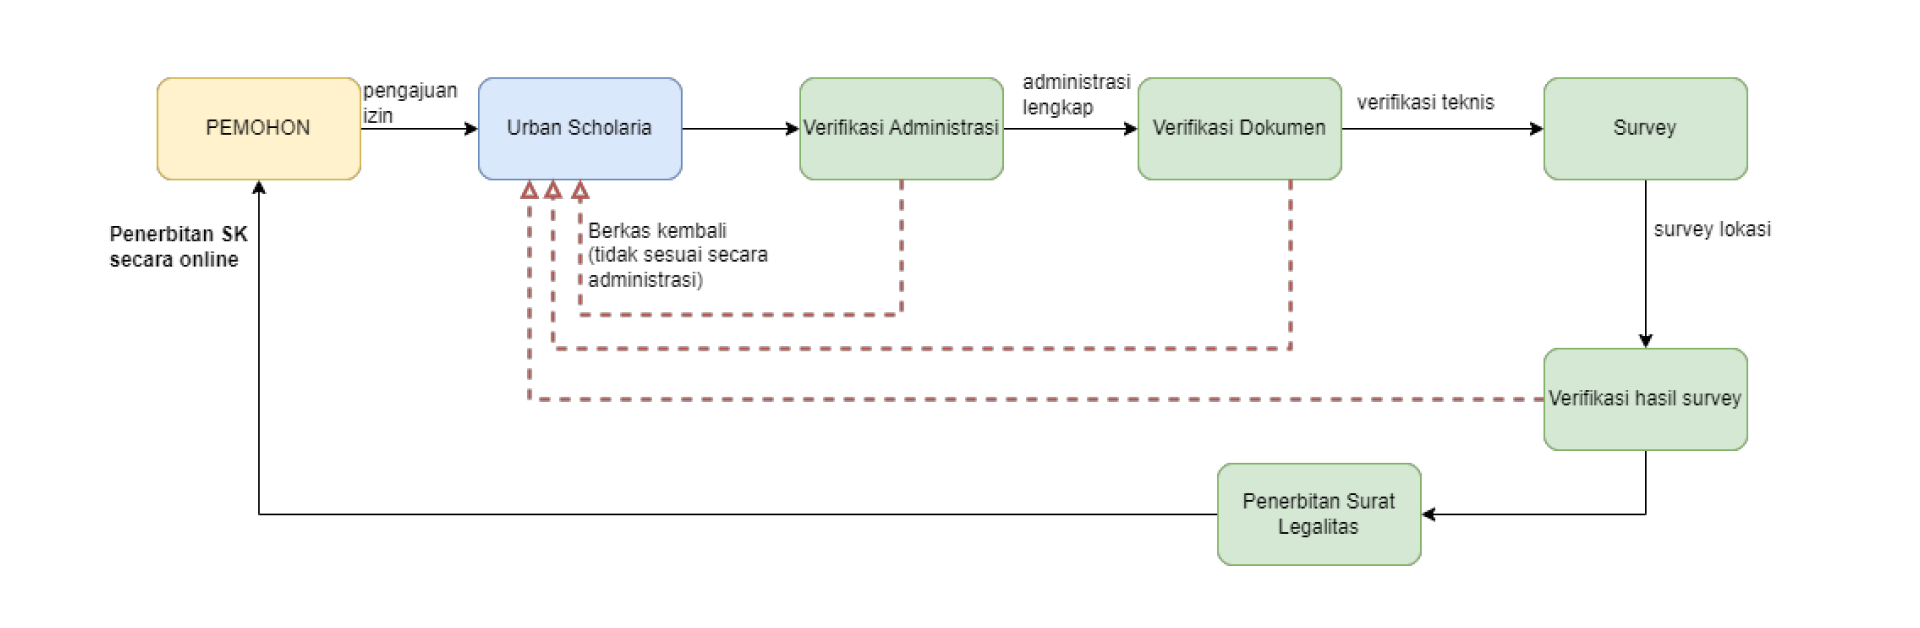 PEMOHON
pengajuan
izin
Urban Scholaria
Verifikasi Administrasi
administrasi
lengkap
Verifikasi Dokumen
verifikasi teknis
Survey
Penerbitan SK
secara online
Berkas kembali
(tidak sesuai secara
administrasi)
survey lokasi
Verifikasi hasil survey
Penerbitan Surat
Legalitas